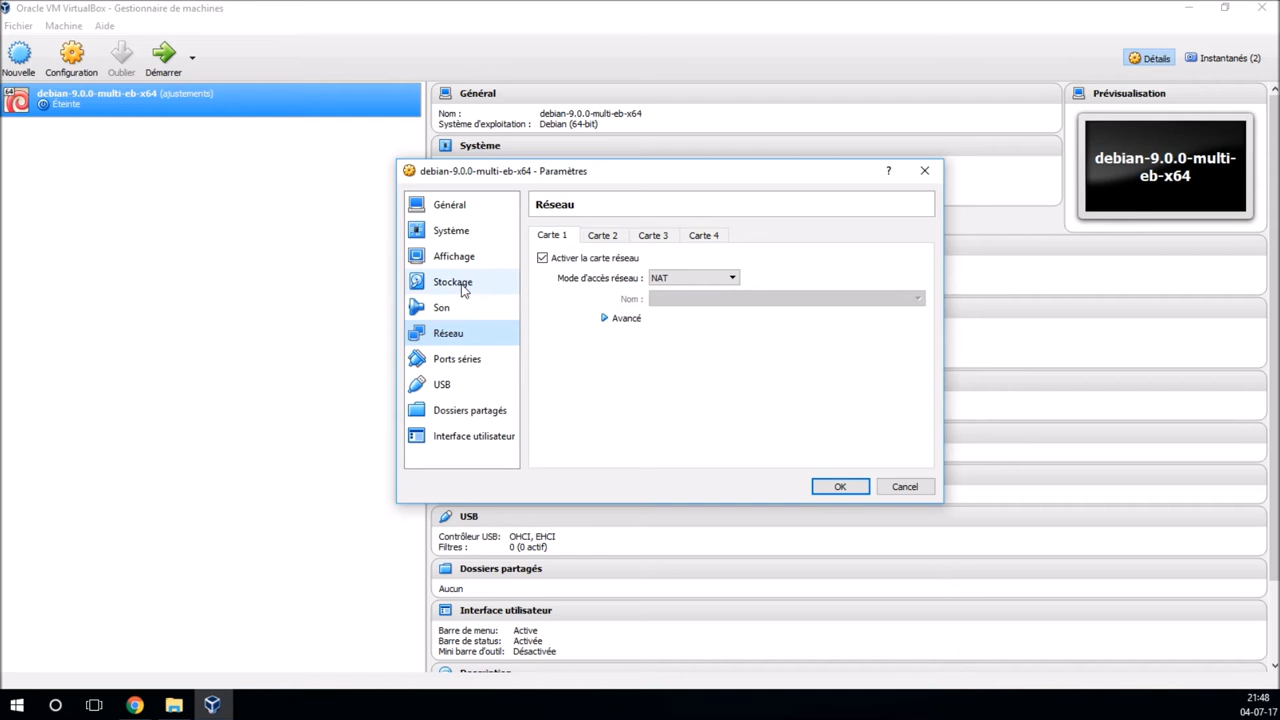 Oracle VM VirtualBox - Gestionnaire de machines
Fichier Machine Aide
Nouvelle Configuration Oublier Démarrer
Détails Instantanés (2)
64
debian-9.0.0-multi-eb-x64 (ajustements)
Éteinte
Général
Nom : debian-9.0.0-multi-eb-x64
Système d'exploitation : Debian (64-bit)
Système
Prévisualisation
debian-9.0.0-multi-
eb-x64
debian-9.0.0-multi-eb-x64 - Paramètres
?
Général
Système
Affichage
Stockage
Son
Réseau
Ports séries
USB
Dossiers partagés
Interface utilisateur
Réseau
Carte 1 Carte 2 Carte 3 Carte 4
Activer la carte réseau
Mode d'accès réseau : NAT
Nom :
Avancé
OK Cancel
USB
Contrôleur USB: OHCI, EHCI
Filtres : 0 (0 actif)
Dossiers partagés
Aucun
Interface utilisateur
Barre de menu: Active
Barre de status: Activée
Mini barre d'outil: Désactivée
Description
21:48
04-07-17